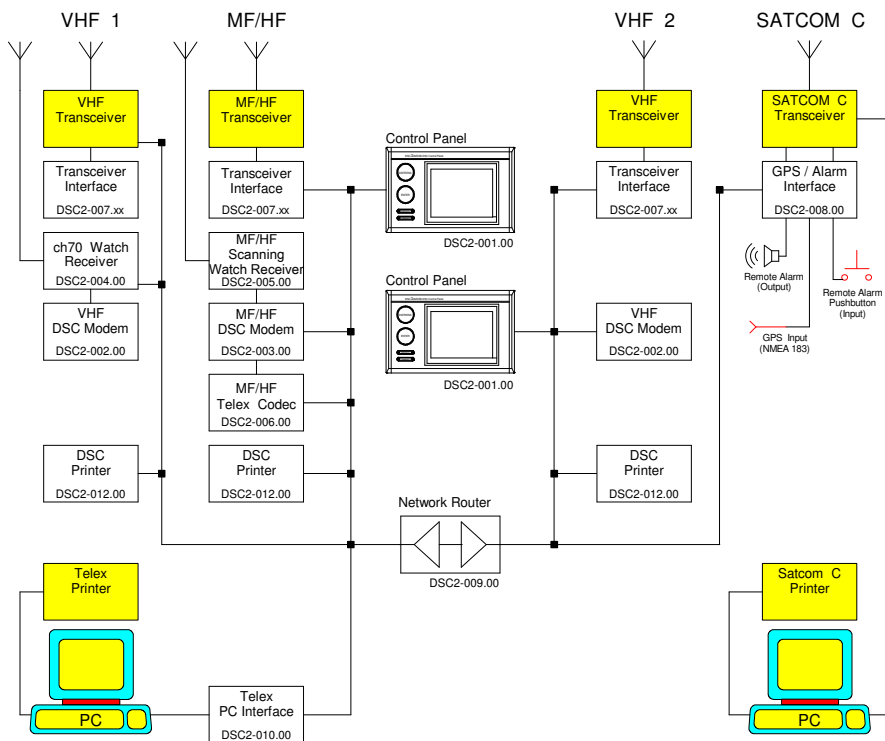 VHF 1
MF/HF
VHF 2
SATCOM C
VHF
Transceiver
MF/HF
Transceiver
VHF
Transceiver
SATCOM C
Transceiver
Control Panel
Transceiver
Interface
DSC2-007.xx
Transceiver
Interface
DSC2-007.xx
DSC2-001.00
Transceiver
Interface
DSC2-007.xx
GPS / Alarm
Interface
DSC2-008.00
ch70 Watch
Receiver
DSC2-004.00
MF/HF
Scanning
Watch Receiver
DSC2-005.00
Remote Alarm
(Output)
Remote Alarm
Pushbutton
(Input)
GPS Input
(NMEA 183)
Control Panel
DSC2-001.00
VHF
DSC Modem
DSC2-002.00
MF/HF
DSC Modem
DSC2-003.00
VHF
DSC Modem
DSC2-002.00
MF/HF
Telex Codec
DSC2-006.00
DSC
Printer
DSC2-012.00
DSC
Printer
DSC2-012.00
DSC
Printer
DSC2-012.00
Network Router
DSC2-009.00
Telex
Printer
Satcom C
Printer
PC
Telex
PC Interface
DSC2-010.00
PC